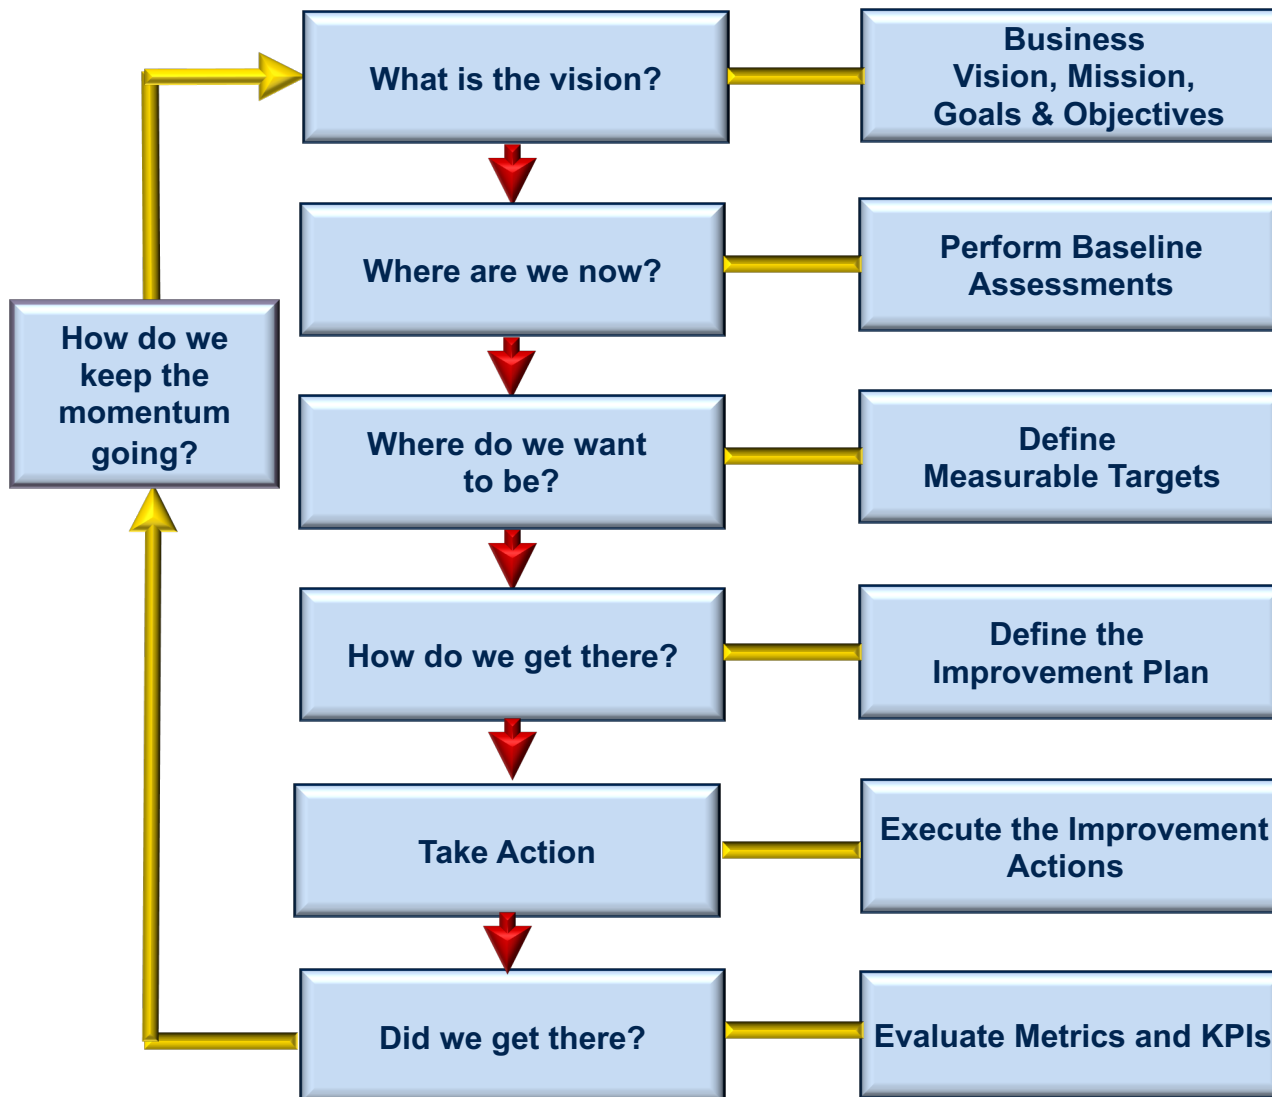 What is the vision?
Business
Vision, Mission,
Goals & Objectives
Where are we now?
Perform Baseline
Assessments
How do we
keep the
momentum
going?
Where do we want
to be?
Define
Measurable Targets
How do we get there?
Define the
Improvement Plan
Take Action
Execute the Improvement
Actions
Did we get there?
Evaluate Metrics and KPIs